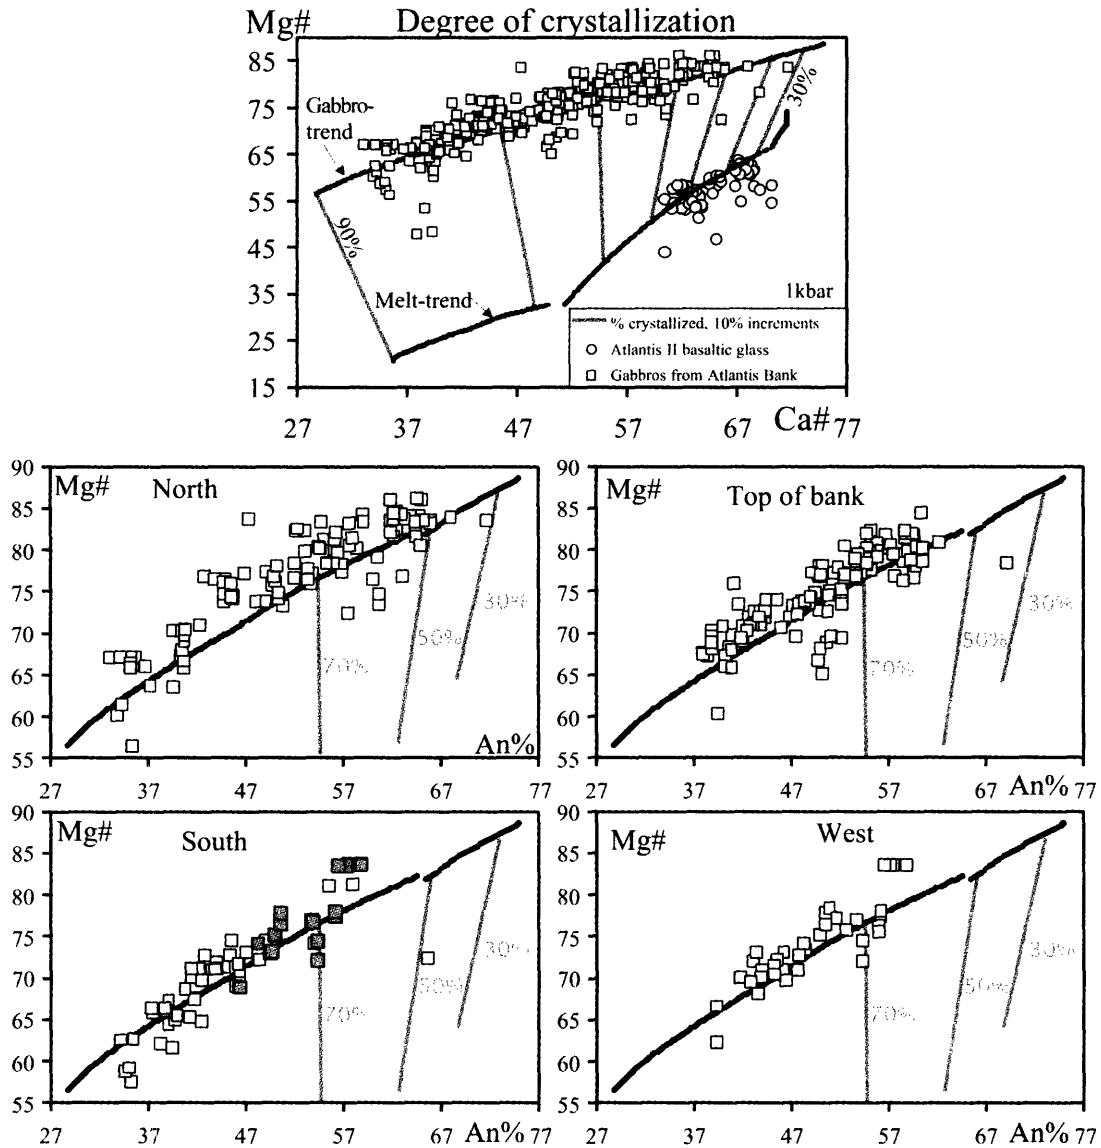 Mg# Degree of crystallization
85
75
65
55
45
35
25
15
Gabbro-
trend
30%
90%
Melt-trend
1kbar
% crystallized, 10% increments
Atlantis II basaltic glass
Gabbros from Atlantis Bank
27 37 47 57 67 Ca# 77
90
85
80
75
70
65
60
55
Mg# North
30%
50%
70%
An%
27 37 47 57 67 77
90
85
80
75
70
65
60
55
Mg# Top of bank
30%
50%
70%
27 37 47 57 67 An% 77
90
85
80
75
70
65
60
55
Mg#
South
30%
50%
70%
27 37 47 57 An% 77
90
85
80
75
70
65
60
55
Mg# West
30%
50%
70%
27 37 47 57 67 An% 77